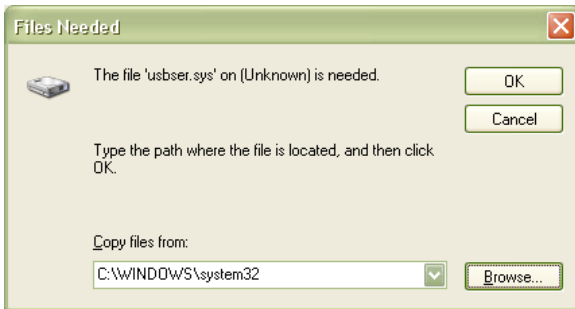 Files Needed
The file 'usbser.sys' on (Unknown) is needed.
OK
Cancel
Type the path where the file is located, and then click
OK.
Copy files from:
C:\WINDOWS\system32
Browse...